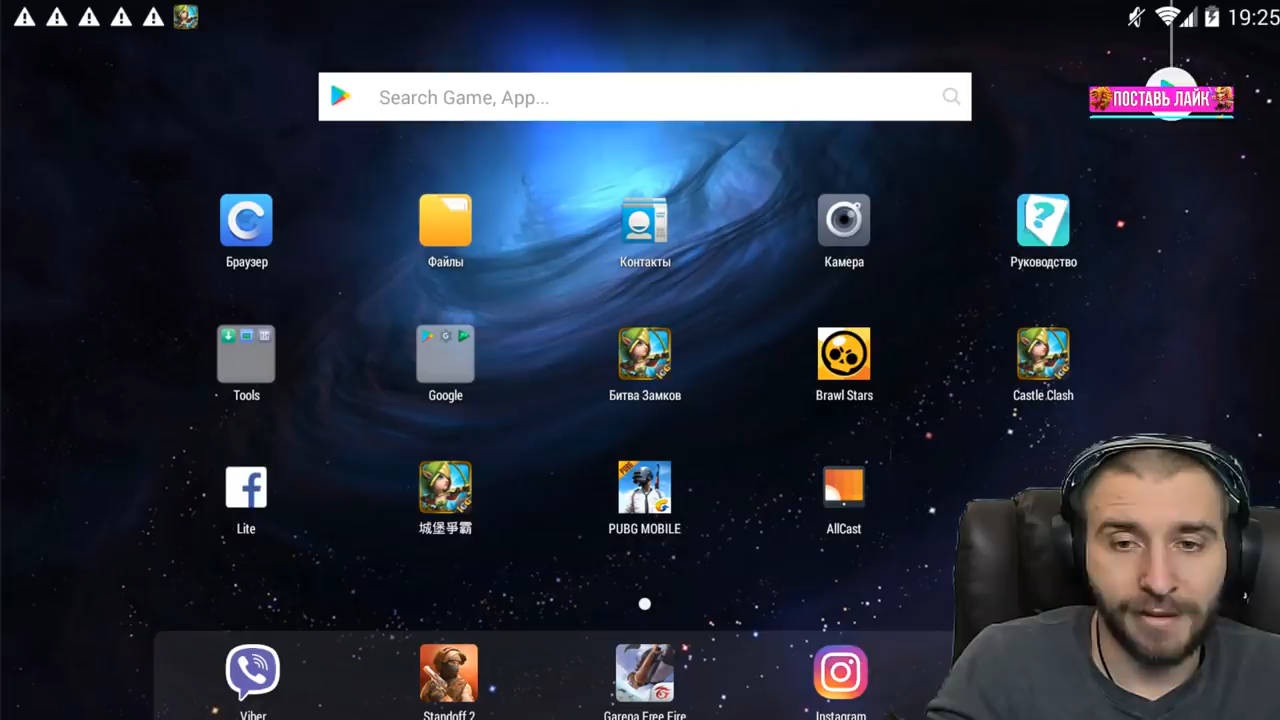 19:25
Search Game, App...
ПОСТАВЬ ЛАЙК
Браузер
Файлы
Контакты
Камера
Руководство
Tools
Google
Битва Замков
Brawl Stars
Castle Clash
Lite
城堡爭霸
PUBG MOBILE
AllCast
Viber
Standoff 2
Garena Free Fire
Instagram